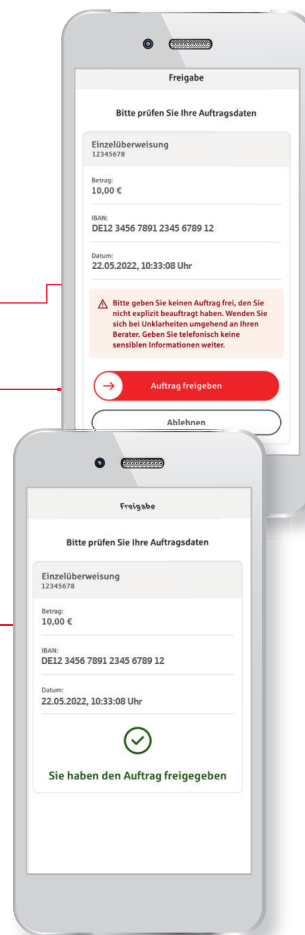 Freigabe
Bitte prüfen Sie Ihre Auftragsdaten
Einzelüberweisung
12345678
Betrag:
10,00 €
IBAN:
DE12 3456 7891 2345 6789 12
Datum:
22.05.2022, 10:33:08 Uhr
Bitte geben Sie keinen Auftrag frei, den Sie
nicht explizit beauftragt haben. Wenden Sie
sich bei Unklarheiten umgehend an Ihren
Berater. Geben Sie telefonisch keine
sensiblen Informationen weiter.
Auftrag freigeben
Ablehnen
Freigabe
Bitte prüfen Sie Ihre Auftragsdaten
Einzelüberweisung
12345678
Betrag:
10,00 €
IBAN:
DE12 3456 7891 2345 6789 12
Datum:
22.05.2022, 10:33:08 Uhr
Sie haben den Auftrag freigegeben